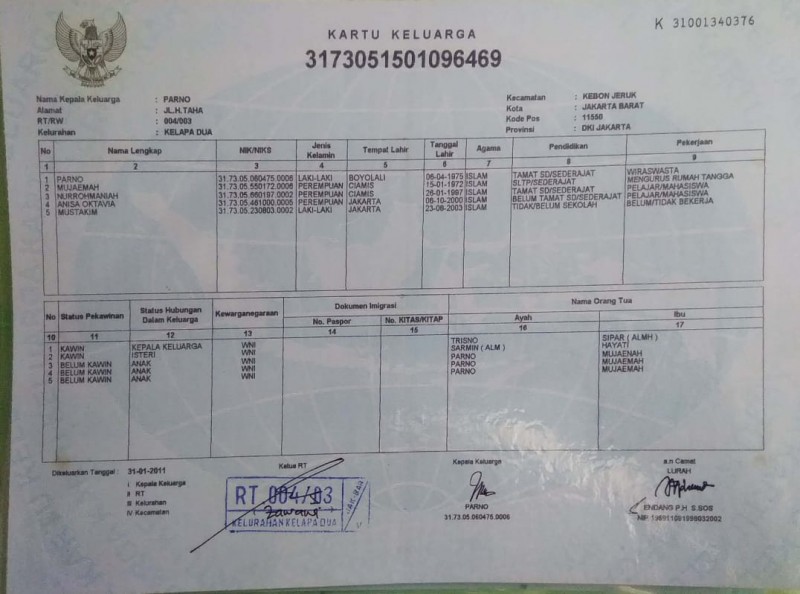 K 31001340376
KARTU KELUARGA
3173051501096469
Nama Kepala Keluarga : PARNO
Alamat : JL.H.TAHA
RT/RW : 004/003
Kelurahan : KELAPA DUA
Kecamatan : KEBON JERUK
Kota : JAKARTA BARAT
Kode Pos : 11550
Provinsi : DKI JAKARTA
No Nama Lengkap NIK/NIKS Jenis Kelamin Tempat Lahir Tanggal Lahir Agama Pendidikan Pekerjaan
1 2 3 4 5 6 7 8 9
1 PARNO 31.73.05.060475.0006 LAKI-LAKI BOYOLALI 06-04-1975 ISLAM TAMAT SD/SEDERAJAT WIRASWASTA
2 MUJAEMAH 31.73.05.550172.0006 PEREMPUAN CIAMIS 15-01-1972 ISLAM SLTP/SEDERAJAT MENGURUS RUMAH TANGGA
3 NURROHMANIAH 31.73.05.660197.0002 PEREMPUAN CIAMIS 26-01-1997 ISLAM TAMAT SD/SEDERAJAT PELAJAR/MAHASISWA
4 ANISA OKTAVIA 31.73.05.481000.0006 PEREMPUAN JAKARTA 08-10-2000 ISLAM BELUM TAMAT SD/SEDERAJAT PELAJAR/MAHASISWA
5 MUSTAKIM 31.73.05.230803.0002 LAKI-LAKI JAKARTA 23-08-2003 ISLAM TIDAK/BELUM SEKOLAH BELUM/TIDAK BEKERJA
No Status Pekawinan Status Hubungan Dalam Keluarga Kewarganegaraan Dokumen Imigrasi Nama Orang Tua
No. Paspor No. KITAS/KITAP Ayah Ibu
10 11 12 13 14 15 16 17
1 KAWIN KEPALA KELUARGA WNI TRISNO SIPAR ( ALMH )
2 KAWIN ISTERI WNI SARMIN ( ALM ) HAYATI
3 BELUM KAWIN ANAK WNI PARNO MUJAENAH
4 BELUM KAWIN ANAK WNI PARNO MUJAEMAH
5 BELUM KAWIN ANAK WNI PARNO MUJAEMAH
Dikeluarkan Tanggal : 31-01-2011
I Kepala Keluarga
II RT
III Kelurahan
IV Kecamatan
Ketua RT
RT 004/03
KELURAHAN KELAPA DUA
Kepala Keluarga
PARNO
31.73.05.060475.0006
a.n Camat
LURAH
ENDANG P.H S.SOS
NIP.